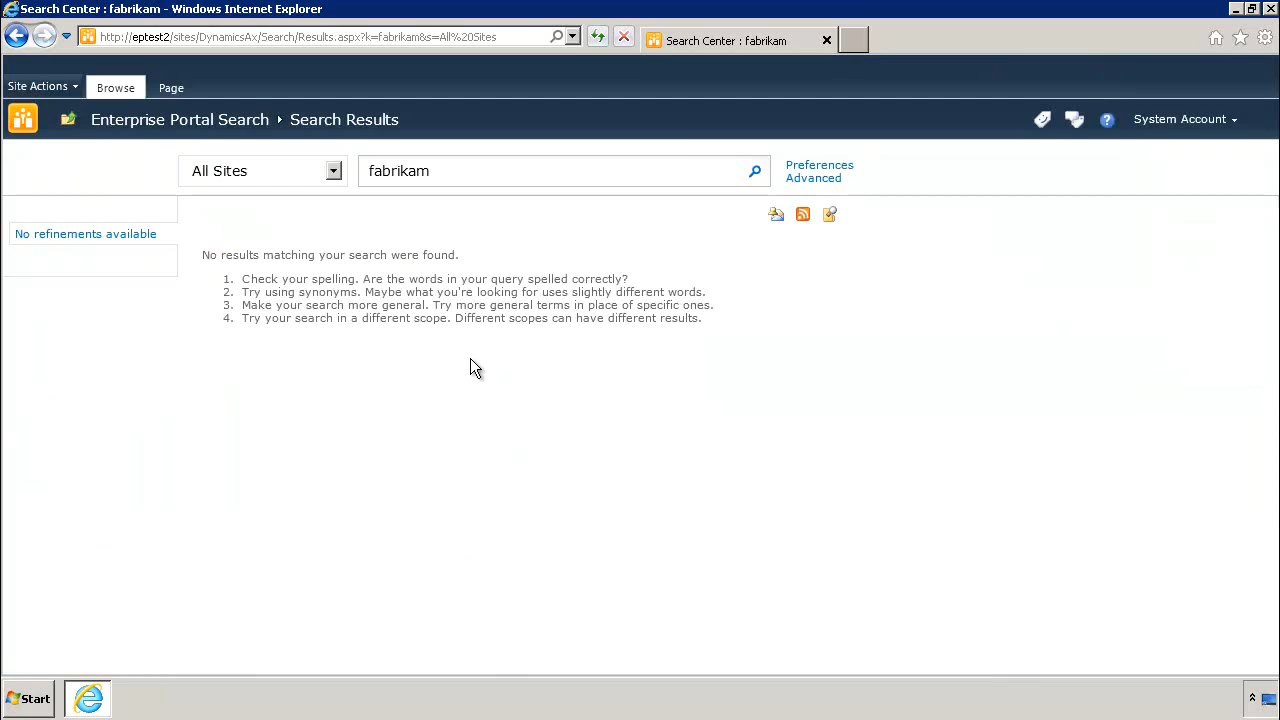 Search Center : fabrikam - Windows Internet Explorer
http://eptest2/sites/DynamicsAx/Search/Results.aspx?k=fabrikam&s=All%20Sites
Search Center : fabrikam
Site Actions
Browse
Page
Enterprise Portal Search
Search Results
System Account
All Sites
fabrikam
Preferences
Advanced
No refinements available
No results matching your search were found.
1. Check your spelling. Are the words in your query spelled correctly?
2. Try using synonyms. Maybe what you're looking for uses slightly different words.
3. Make your search more general. Try more general terms in place of specific ones.
4. Try your search in a different scope. Different scopes can have different results.
Start